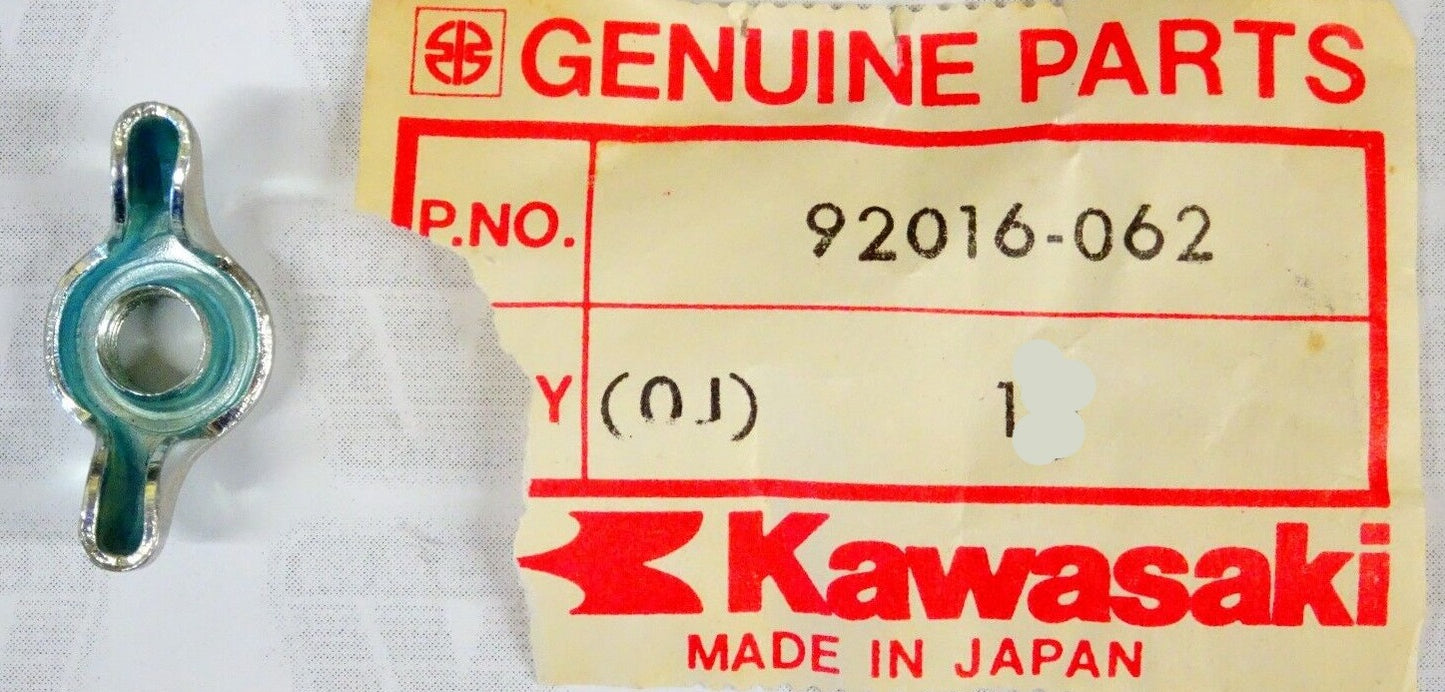 GENUINE PARTS
P.NO. 92016-062
Y (0J) 1
Kawasaki
MADE IN JAPAN